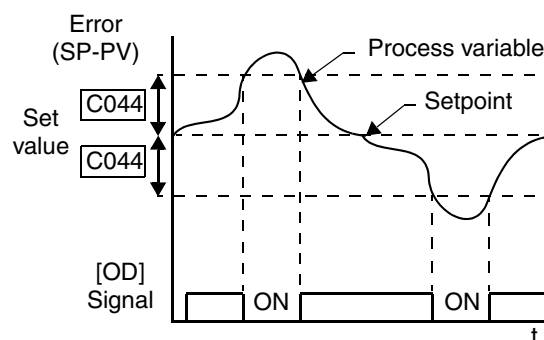 Error
(SP-PV)
Process variable
C044
Setpoint
Set
value
C044
[OD]
Signal
ON
ON
t